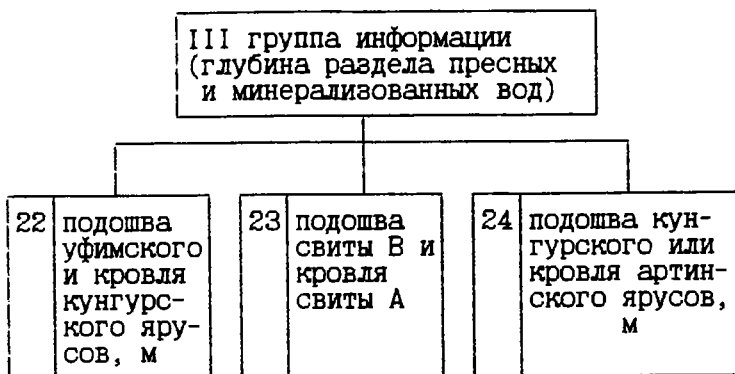 III группа информации
(глубина раздела пресных
и минерализованных вод)
22 подошва
уфимского
и кровля
кунгурс-
кого яру-
сов, м
23 подошва
свиты В и
кровля
свиты А
24 подошва кун-
гурского или
кровля артин-
ского ярусов,
м